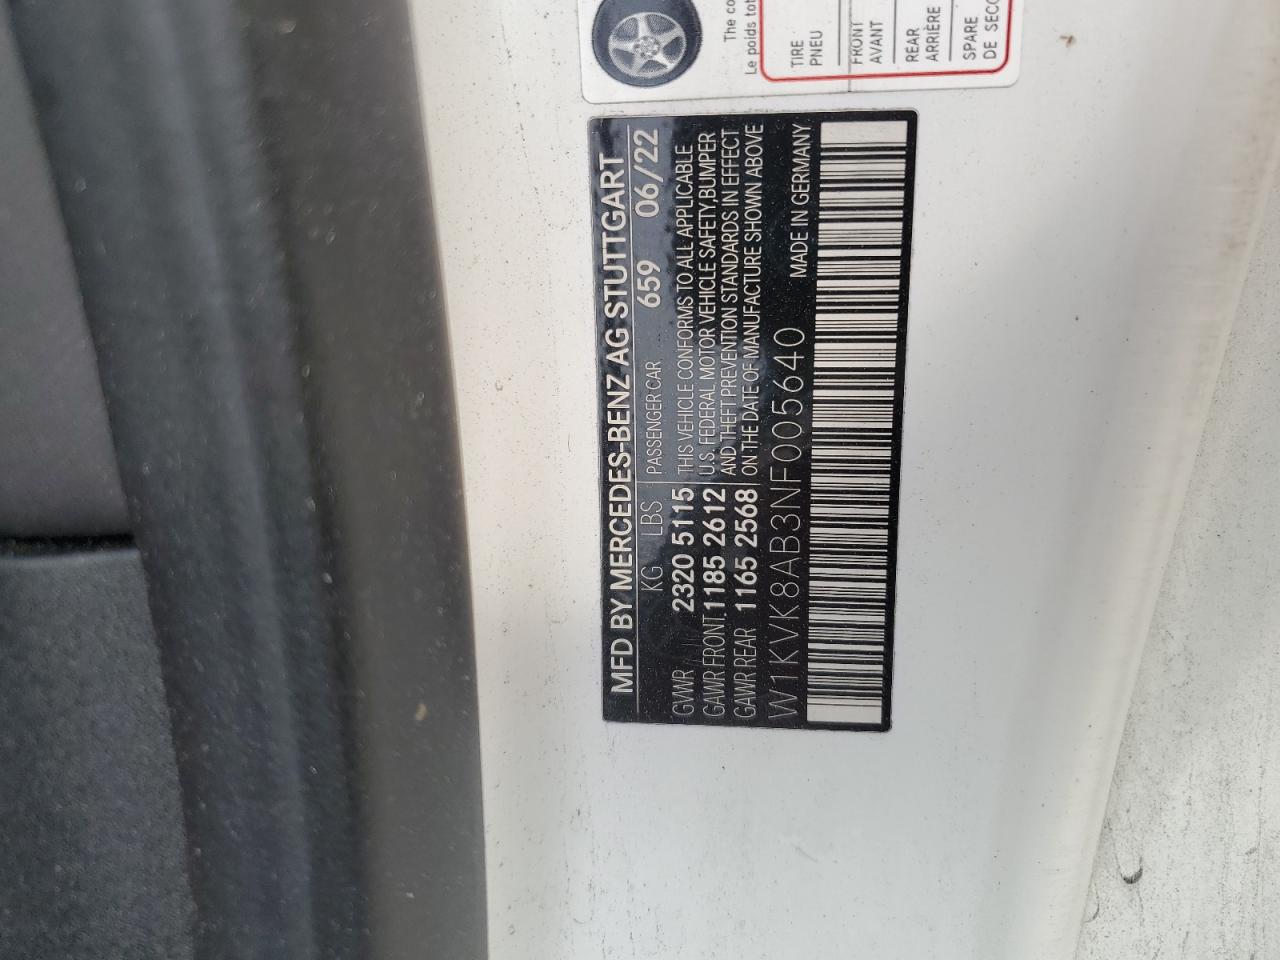 The co
Le poids tot
TIRE
PNEU
FRONT
AVANT
REAR
ARRIÈRE
SPARE
DE SECO
MFD BY MERCEDES-BENZ AG STUTTGART
KG LBS PASSENGER CAR 659 06/22
GVWR 2320 5115 THIS VEHICLE CONFORMS TO ALL APPLICABLE
GAWR FRONT 1185 2612 U.S. FEDERAL MOTOR VEHICLE SAFETY,BUMPER
GAWR REAR 1165 2568 AND THEFT PREVENTION STANDARDS IN EFFECT
ON THE DATE OF MANUFACTURE SHOWN ABOVE
W1KVK8AB3NF005640 MADE IN GERMANY